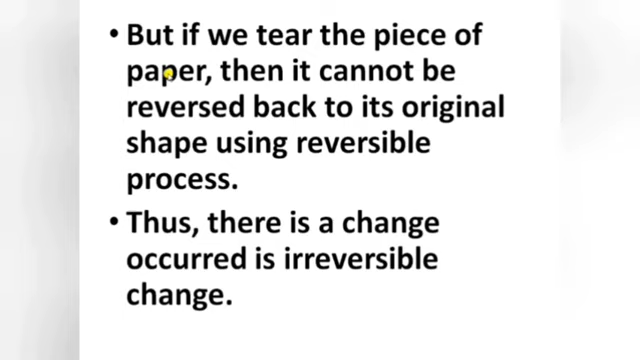 • But if we tear the piece of
paper, then it cannot be
reversed back to its original
shape using reversible
process.
• Thus, there is a change
occurred is irreversible
change.